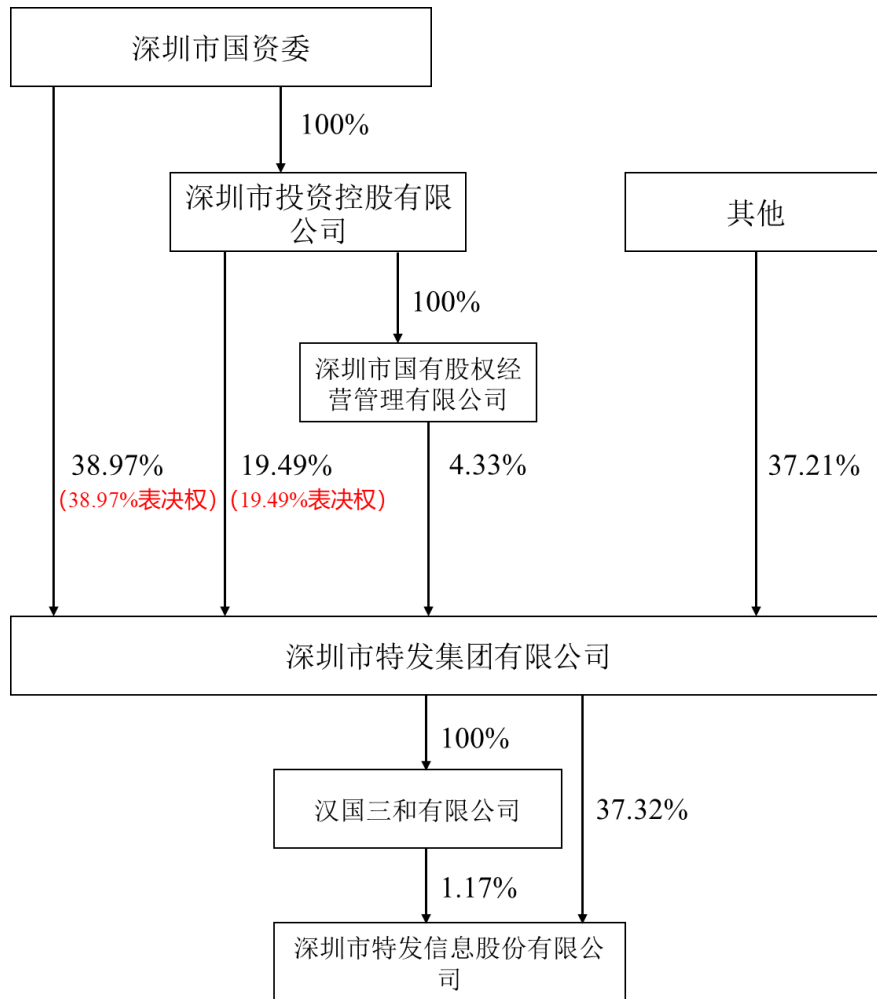 深圳市国资委
100%
深圳市投资控股有限
公司
其他
100%
深圳市国有股权经
营管理有限公司
38.97%
19.49%
4.33%
37.21%
（38.97%表决权）
（19.49%表决权）
深圳市特发集团有限公司
100%
汉国三和有限公司
37.32%
1.17%
深圳市特发信息股份有限公
司